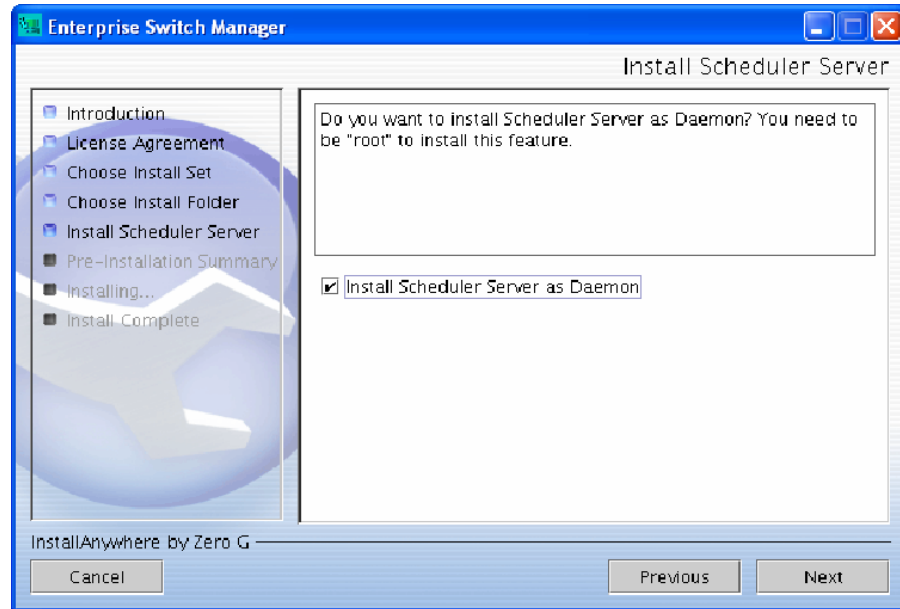 Enterprise Switch Manager
Install Scheduler Server
Introduction
License Agreement
Choose Install Set
Choose Install Folder
Install Scheduler Server
Pre-Installation Summary
Installing...
Install Complete
Do you want to install Scheduler Server as Daemon? You need to
be "root" to install this feature.
Install Scheduler Server as Daemon
InstallAnywhere by Zero G
Cancel
Previous
Next